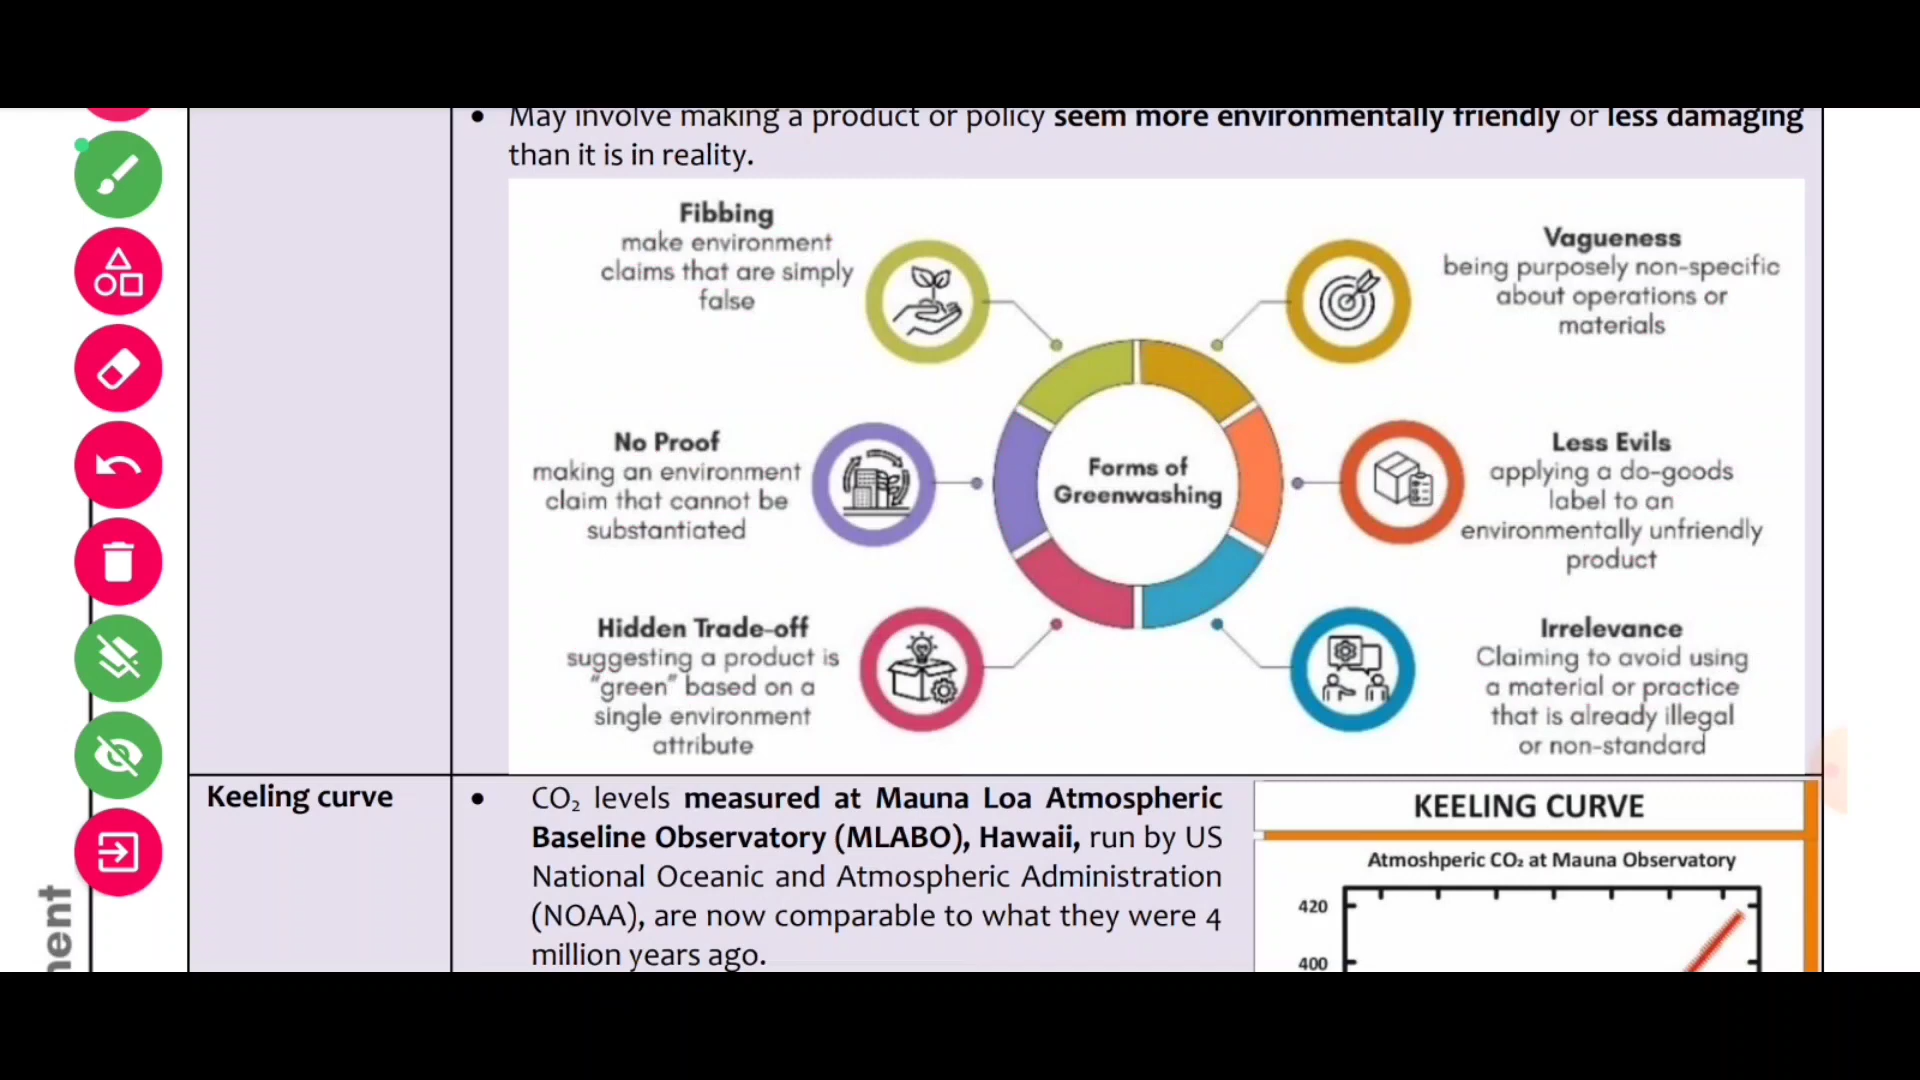 • May involve making a product or policy seem more environmentally friendly or less damaging
than it is in reality.
Fibbing
make environment
claims that are simply
false
Vagueness
being purposely non-specific
about operations or
materials
No Proof
making an environment
claim that cannot be
substantiated
Forms of
Greenwashing
Less Evils
applying a do-goods
label to an
environmentally unfriendly
product
Hidden Trade-off
suggesting a product is
"green" based on a
single environment
attribute
Irrelevance
Claiming to avoid using
a material or practice
that is already illegal
or non-standard
Keeling curve
• CO₂ levels measured at Mauna Loa Atmospheric
Baseline Observatory (MLABO), Hawaii, run by US
National Oceanic and Atmospheric Administration
(NOAA), are now comparable to what they were 4
million years ago.
KEELING CURVE
Atmoshperic CO₂ at Mauna Observatory
420
400